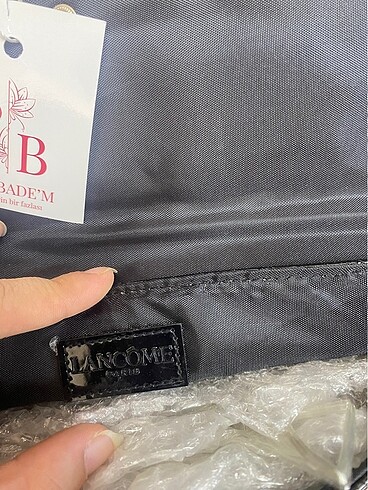 B
BADE'M
in bir fazlası
LANCÔME
PARIS